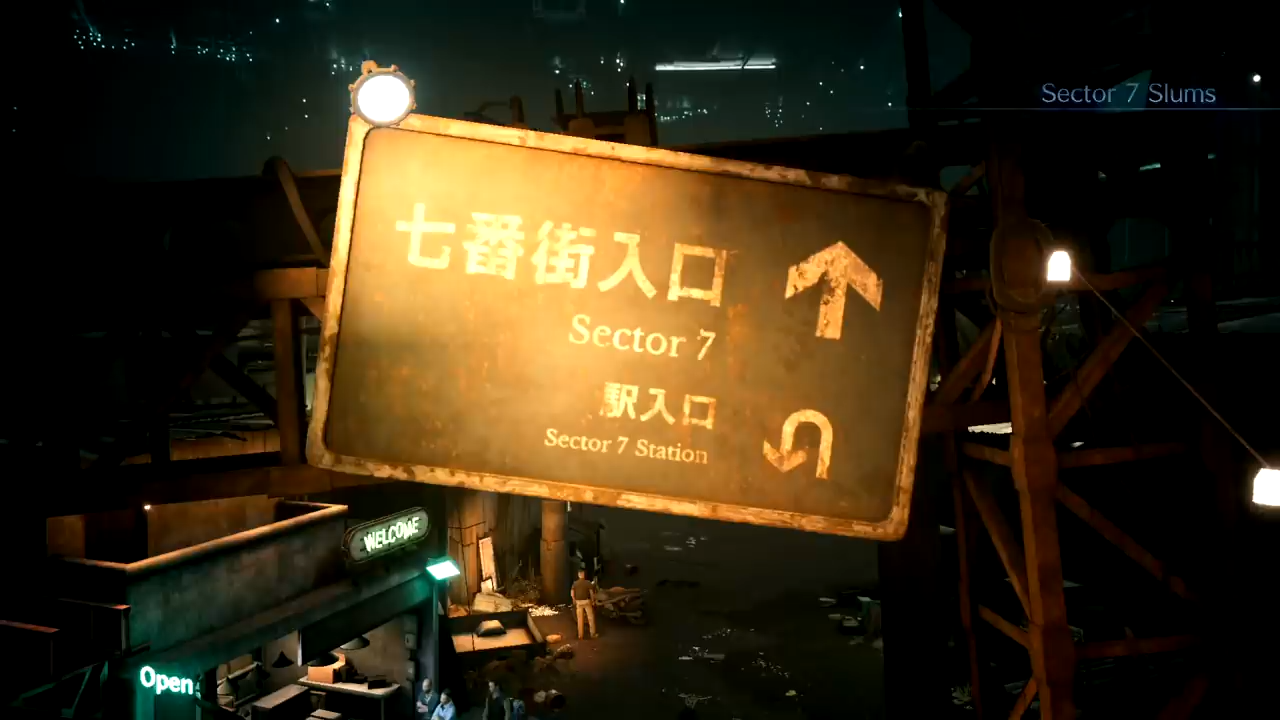 Sector 7 Slums
七番街入口
Sector 7
駅入口
Sector 7 Station
WELCOME
Open